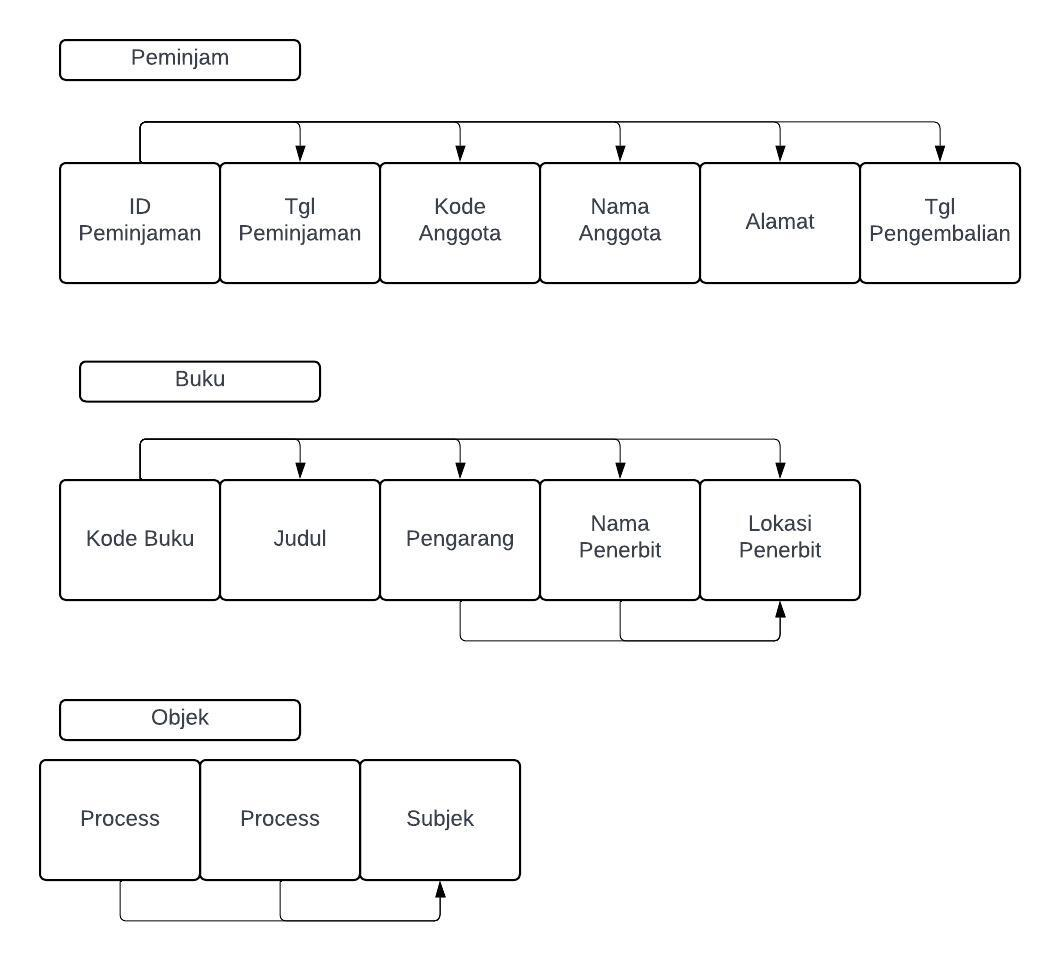 Peminjam
ID
Peminjaman
Tgl
Peminjaman
Kode
Anggota
Nama
Anggota
Alamat
Tgl
Pengembalian
Buku
Kode Buku
Judul
Pengarang
Nama
Penerbit
Lokasi
Penerbit
Objek
Process
Process
Subjek